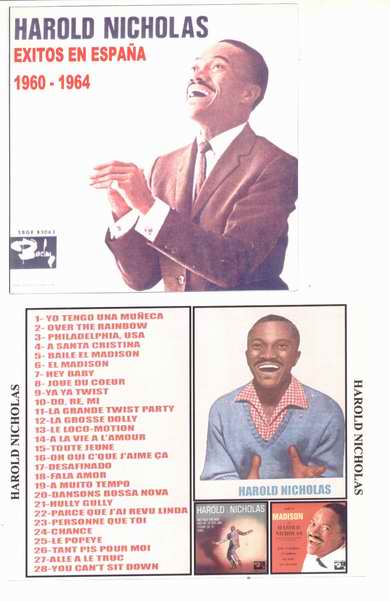 HAROLD NICHOLAS
EXITOS EN ESPAÑA
1960 - 1964
Barclay
1- YO TENGO UNA MUÑECA
2- OVER THE RAINBOW
3- PHILADELPHIA, USA
4- A SANTA CRISTINA
5- BAILE EL MADISON
6- EL MADISON
7- HEY BABY
8- JOUE DU COEUR
9-YA YA TWIST
10-DO, RE, MI
11-LA GRANDE TWIST PARTY
12-LA GROSSE DOLLY
13-LE LOCO-MOTION
14-A LA VIE A L'AMOUR
15-TOUTE JEUNE
16-OH OUI C'QUE J'AIME ÇA
17-DESAFINADO
18-FALA AMOR
19-A MUITO TEMPO
20-DANSONS BOSSA NOVA
21-HULLY GULLY
22-PARCE QUE J'AI REVU LINDA
23-PERSONNE QUE TOI
24-CHANCE
25-LE POPEYE
26-TANT PIS POUR MOI
27-ALLE A LE TRUC
28-YOU CAN'T SIT DOWN
HAROLD NICHOLAS
HAROLD NICHOLAS
HAROLD NICHOLAS
HAROLD NICHOLAS
MADISON
HAROLD
NICHOLAS